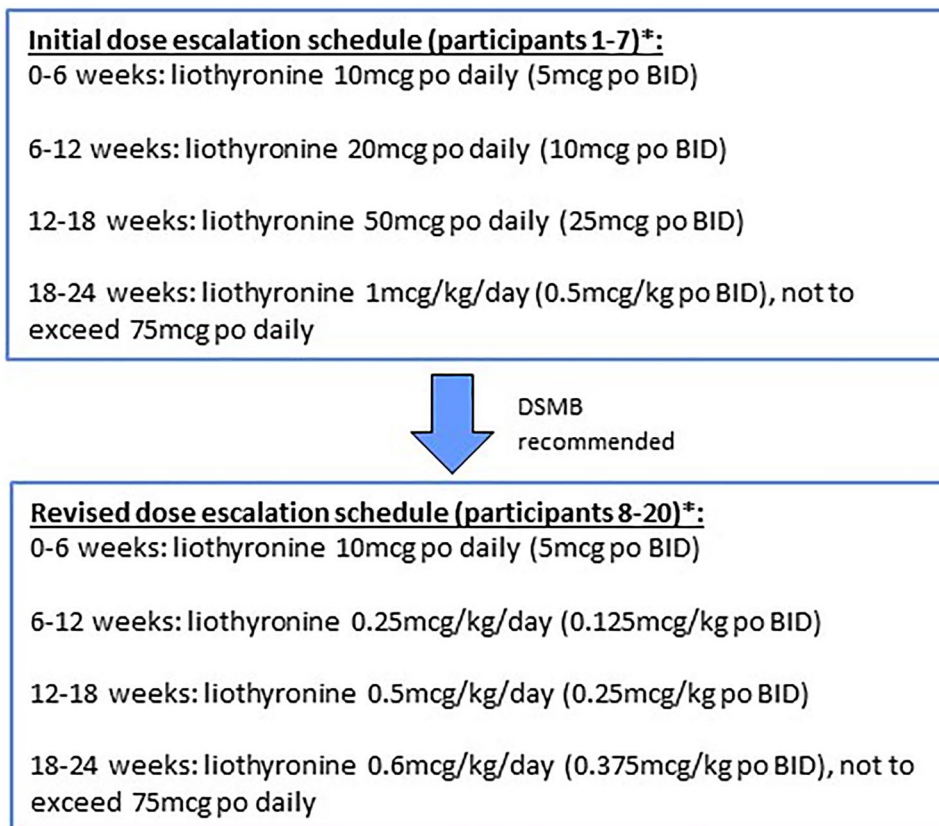 Initial dose escalation schedule (participants 1-7)*:
0-6 weeks: liothyronine 10mcg po daily (5mcg po BID)
6-12 weeks: liothyronine 20mcg po daily (10mcg po BID)
12-18 weeks: liothyronine 50mcg po daily (25mcg po BID)
18-24 weeks: liothyronine 1mcg/kg/day (0.5mcg/kg po BID), not to
exceed 75mcg po daily
DSMB
recommended
Revised dose escalation schedule (participants 8-20)*:
0-6 weeks: liothyronine 10mcg po daily (5mcg po BID)
6-12 weeks: liothyronine 0.25mcg/kg/day (0.125mcg/kg po BID)
12-18 weeks: liothyronine 0.5mcg/kg/day (0.25mcg/kg po BID)
18-24 weeks: liothyronine 0.6mcg/kg/day (0.375mcg/kg po BID), not to
exceed 75mcg po daily